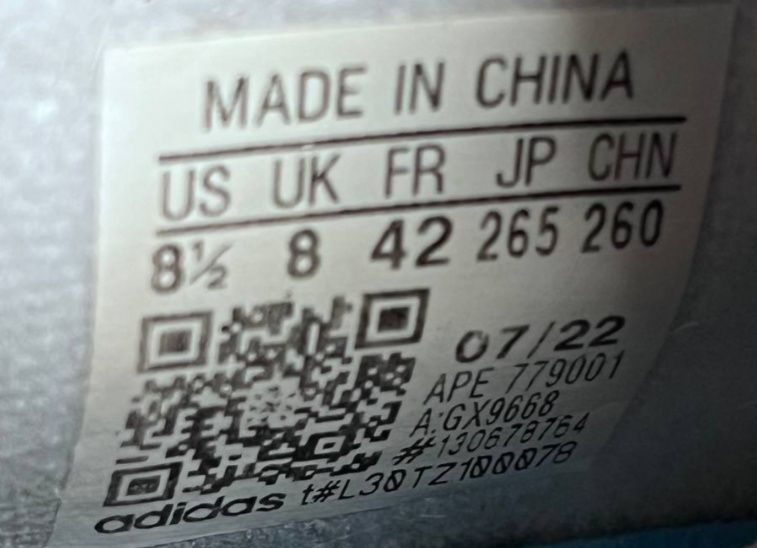 MADE IN CHINA
US UK FR JP CHN
8½ 8 42 265 260
07/22
APE 779001
A:GX9668
#130678764
adidas t#L30TZ100078